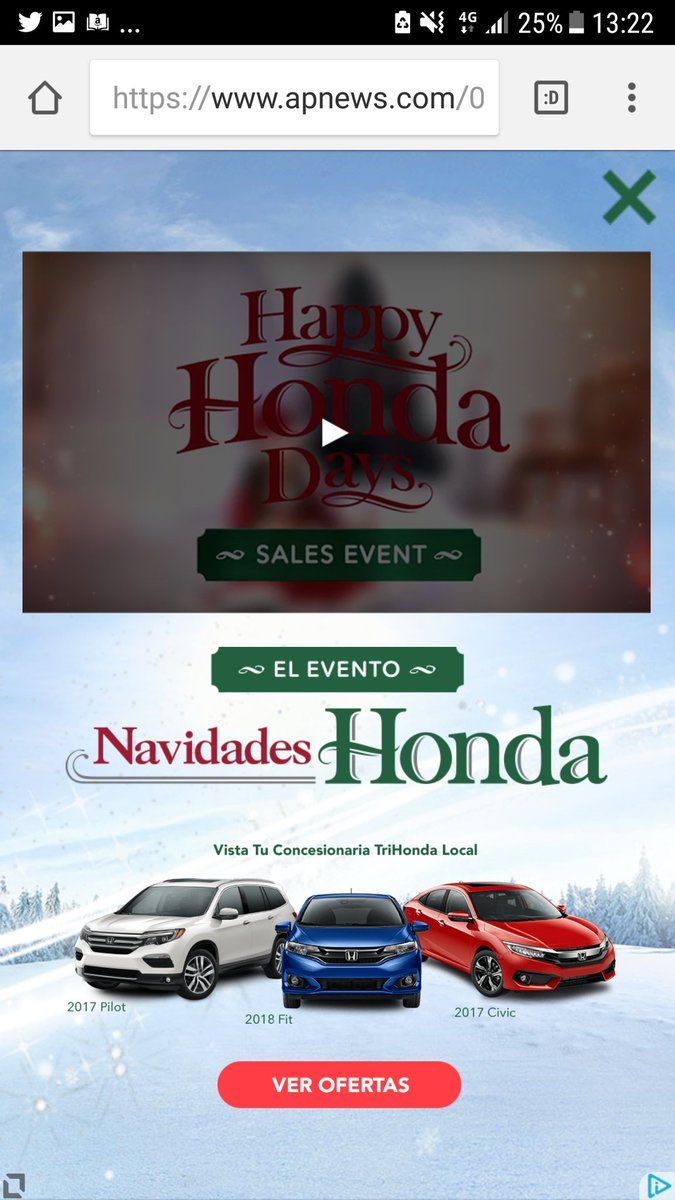 4G
25%
13:22
https://www.apnews.com/0
:D
Happy
Honda
Days.
SALES EVENT
EL EVENTO
Navidades Honda
Vista Tu Concesionaria TriHonda Local
2017 Pilot
2018 Fit
2017 Civic
VER OFERTAS